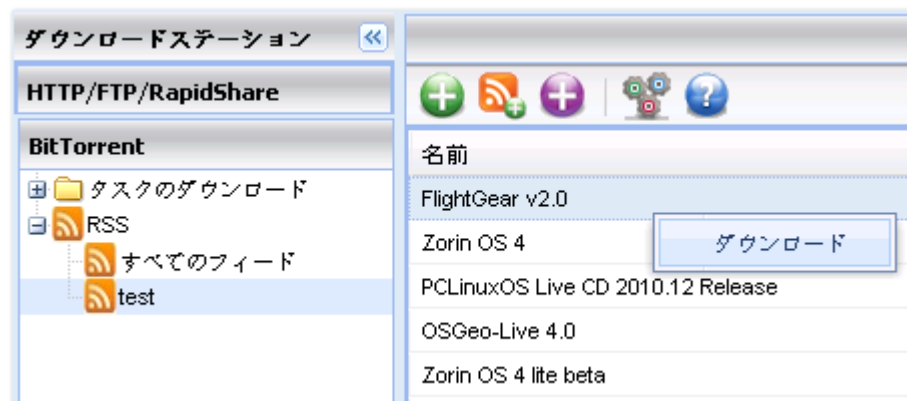 ダウンロードステーション
HTTP/FTP/RapidShare
BitTorrent
タスクのダウンロード
RSS
すべてのフィード
test
名前
FlightGear v2.0
Zorin OS 4
ダウンロード
PCLinuxOS Live CD 2010.12 Release
OSGeo-Live 4.0
Zorin OS 4 lite beta